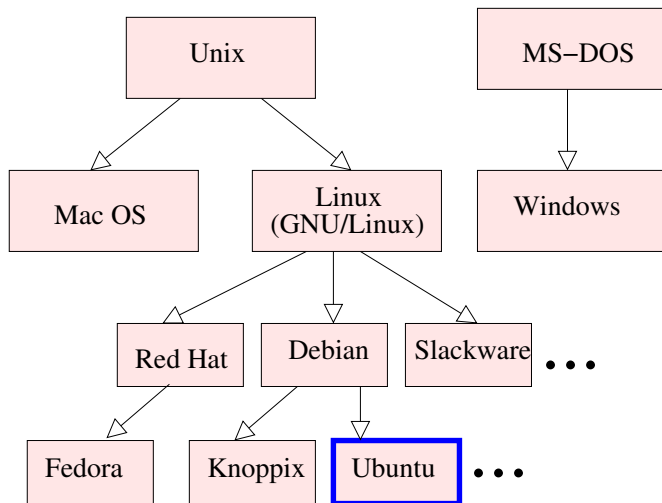 Unix
MS−DOS
Mac OS
Linux
(GNU/Linux)
Windows
Red Hat
Debian
Slackware
Fedora
Knoppix
Ubuntu